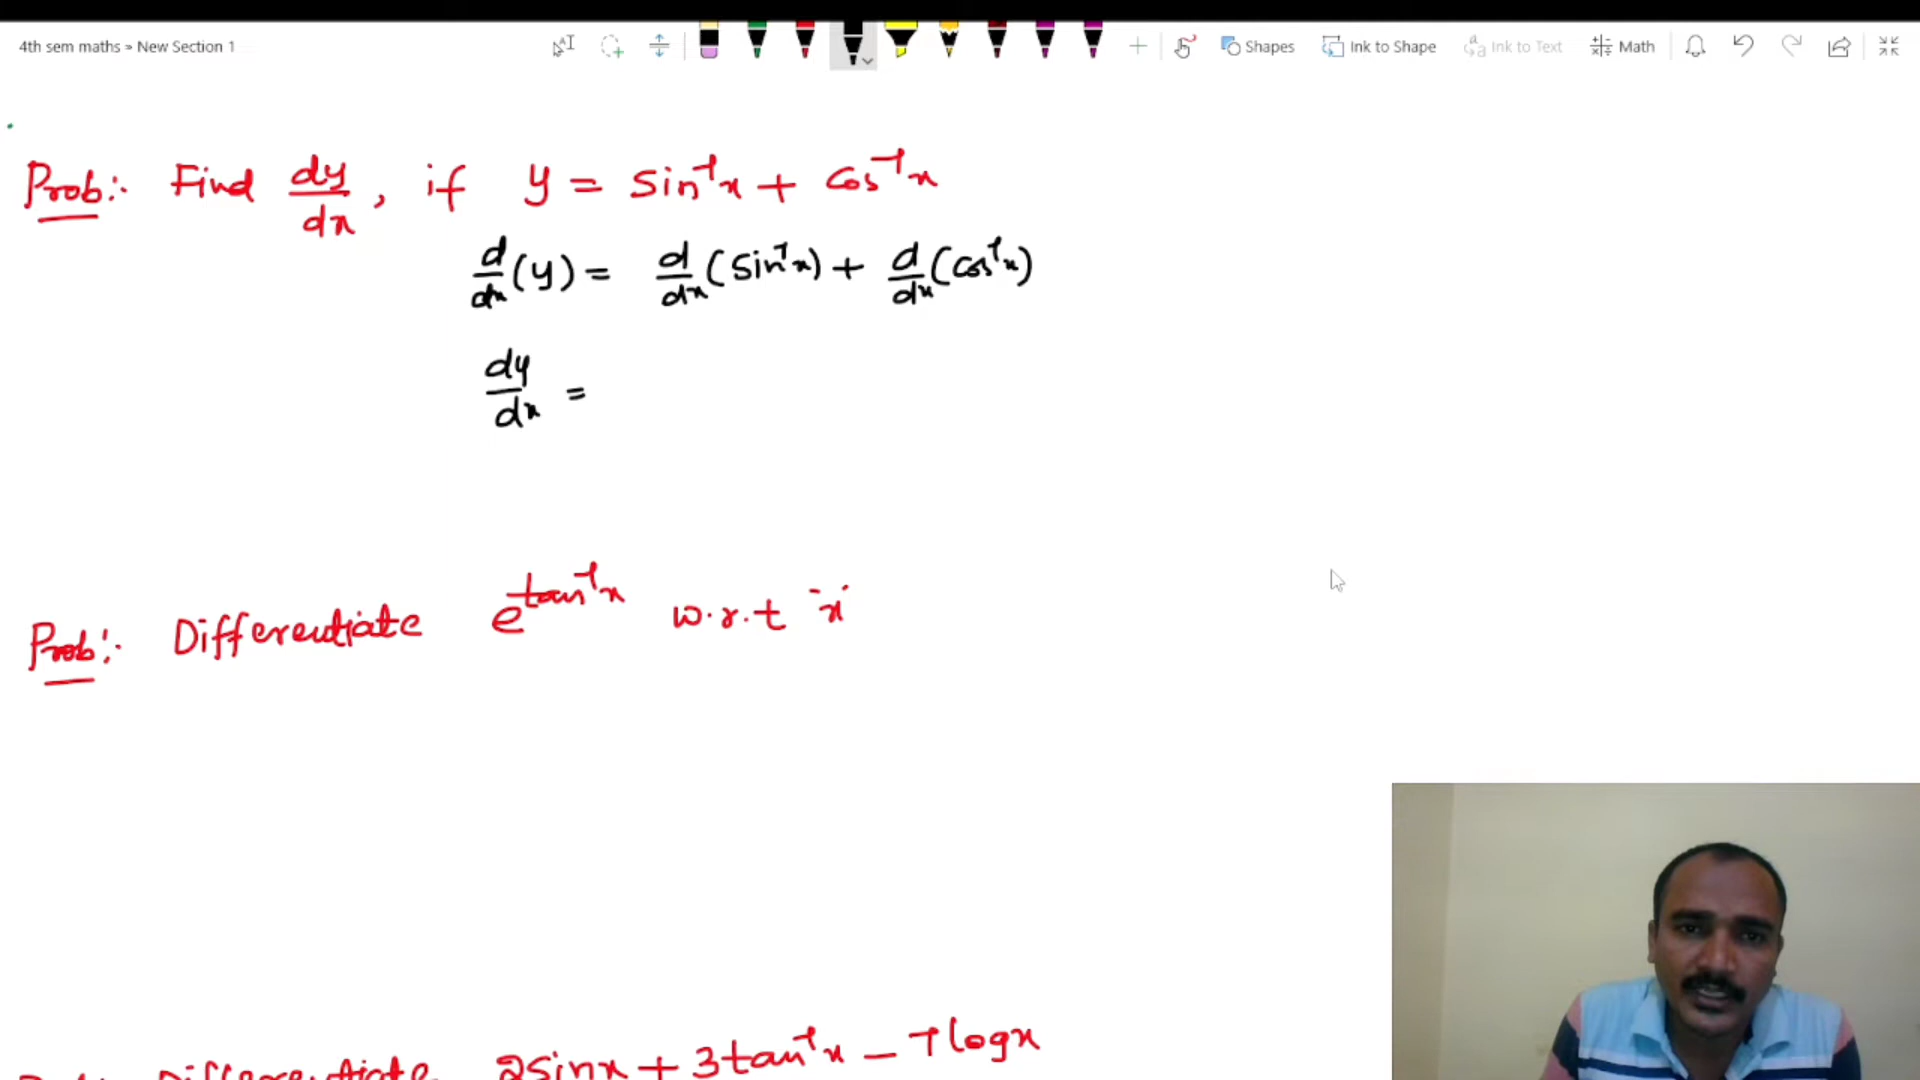 4th sem maths » New Section 1 Shapes Ink to Shape Ink to Text Math
Prob:- Find dy/dx, if y = sin⁻¹x + cos⁻¹x
d/dx (y) = d/dx (sin⁻¹x) + d/dx (cos⁻¹x)
dy/dx =
Prob:- Differentiate e^tan⁻¹x w.r.t 'x'
Differentiate 2sinx + 3tan⁻¹x – 7logx